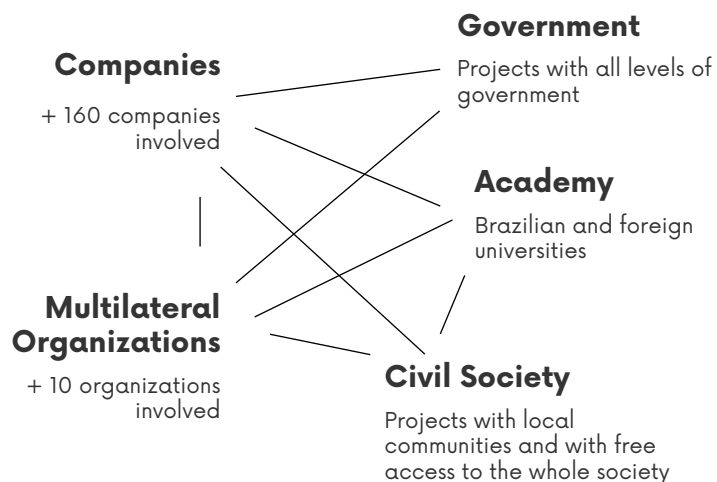 Companies
+ 160 companies
involved
Government
Projects with all levels of
government
Academy
Brazilian and foreign
universities
Multilateral
Organizations
+ 10 organizations
involved
Civil Society
Projects with local
communities and with free
access to the whole society